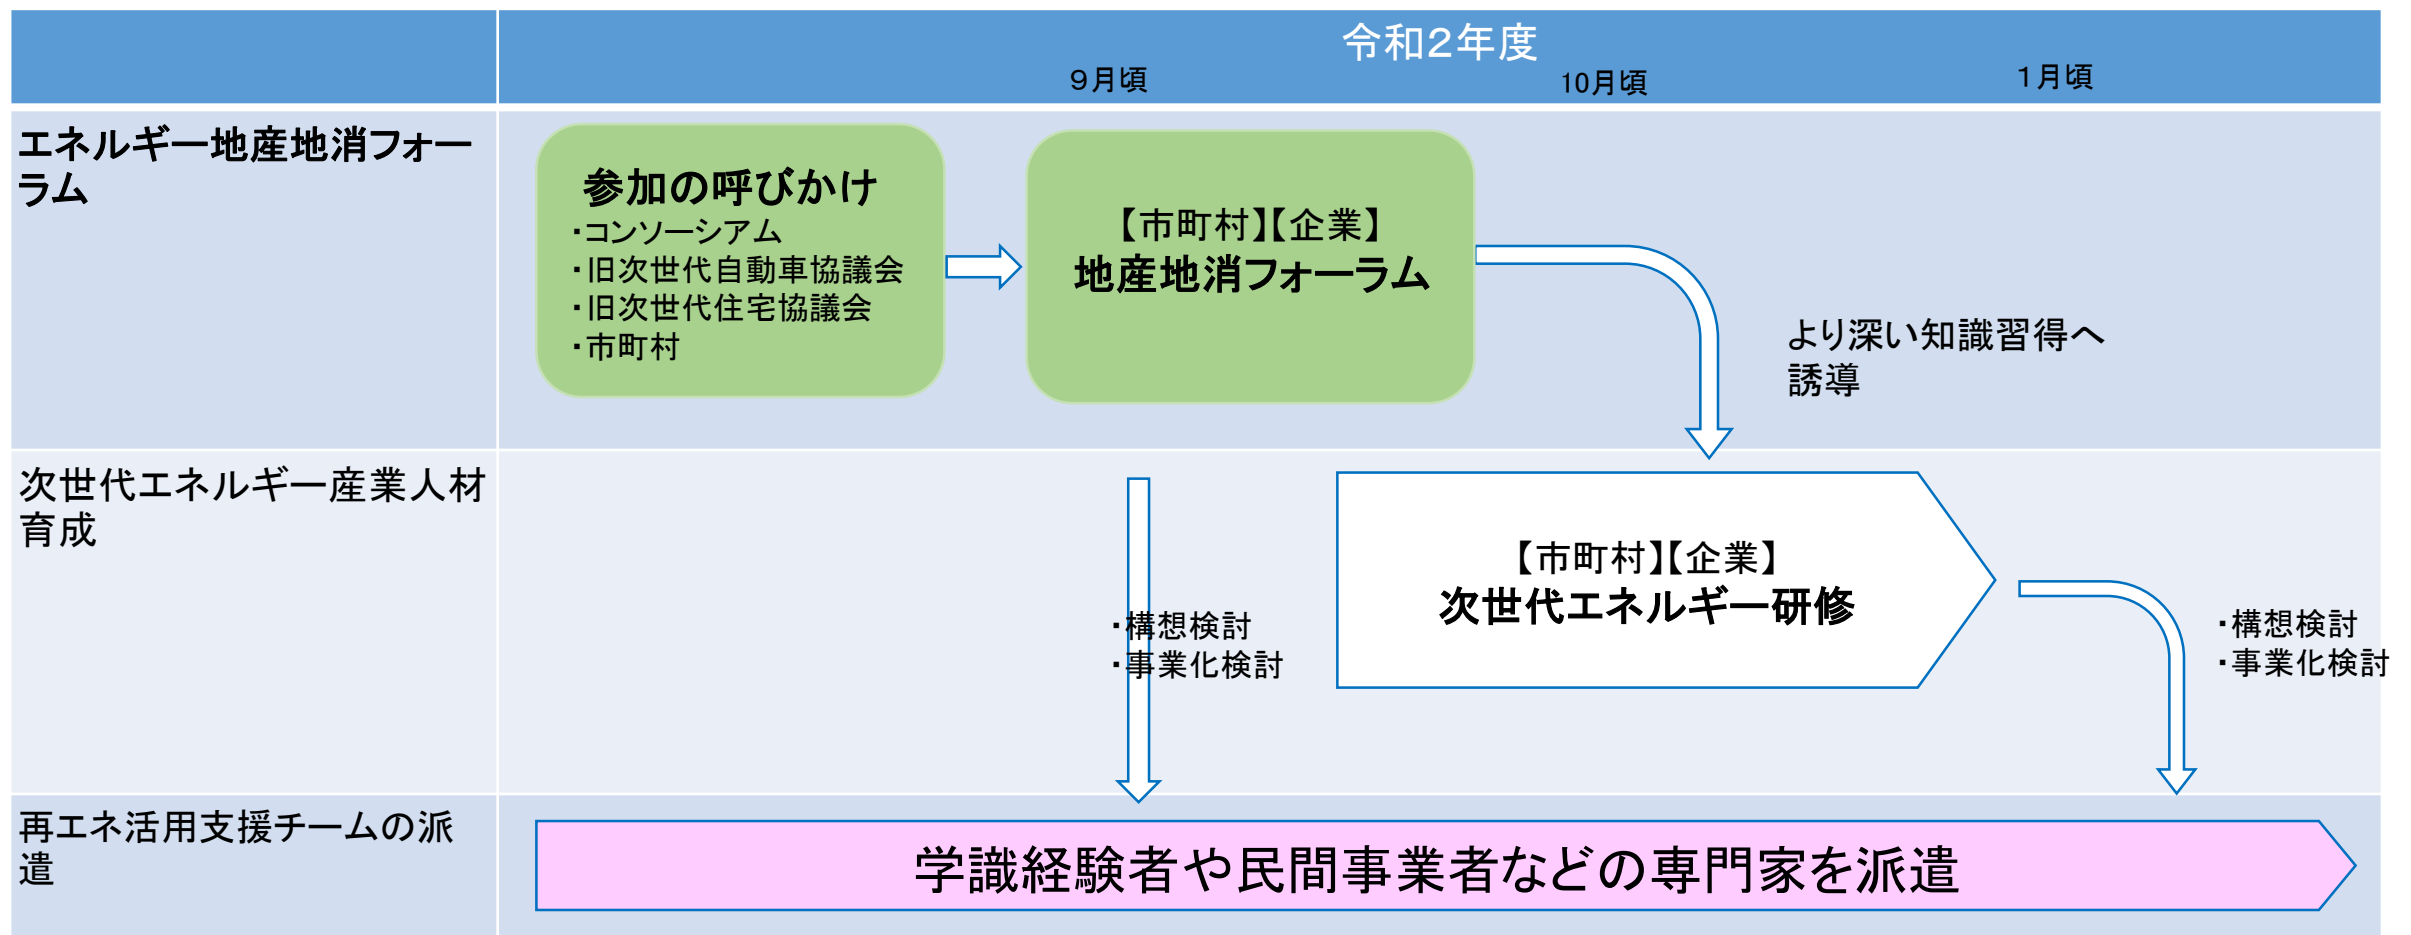 令和２年度
９月頃
10月頃
１月頃
エネルギー地産地消フォー
ラム
参加の呼びかけ
・コンソーシアム
・旧次世代自動車協議会
・旧次世代住宅協議会
・市町村
【市町村】【企業】
地産地消フォーラム
より深い知識習得へ
誘導
次世代エネルギー産業人材
育成
・構想検討
・事業化検討
【市町村】【企業】
次世代エネルギー研修
・構想検討
・事業化検討
再エネ活用支援チームの派
遣
学識経験者や民間事業者などの専門家を派遣